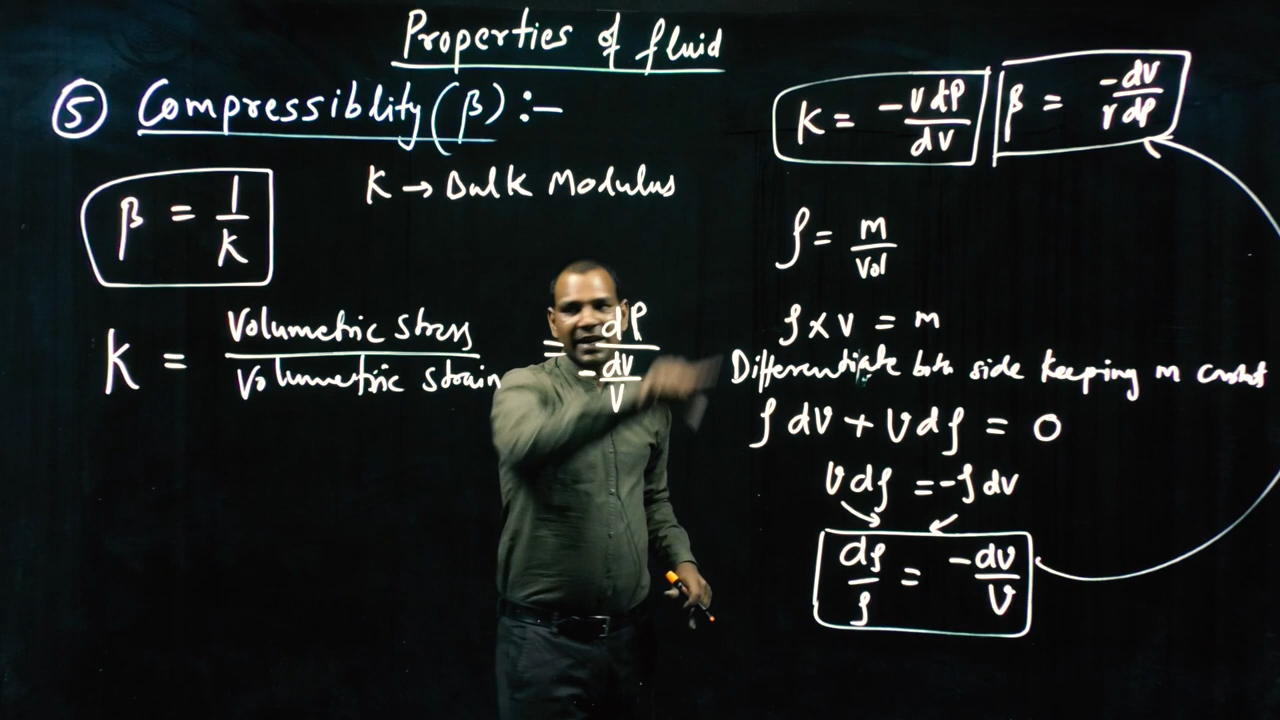 Properties of fluid
⑤ Compressiblity (β) :-
β = 1/K
K → Bulk Modulus
K = Volumetric Stress / Volumetric Strain = dP / -dV/V
K = -V dP / dV
β = -dV / V dP
ρ = m / Vol
ρ × V = m
Differentiate both side keeping m
ρ dV + V dρ = 0
V dρ = -ρ dV
dρ/ρ = -dV/V